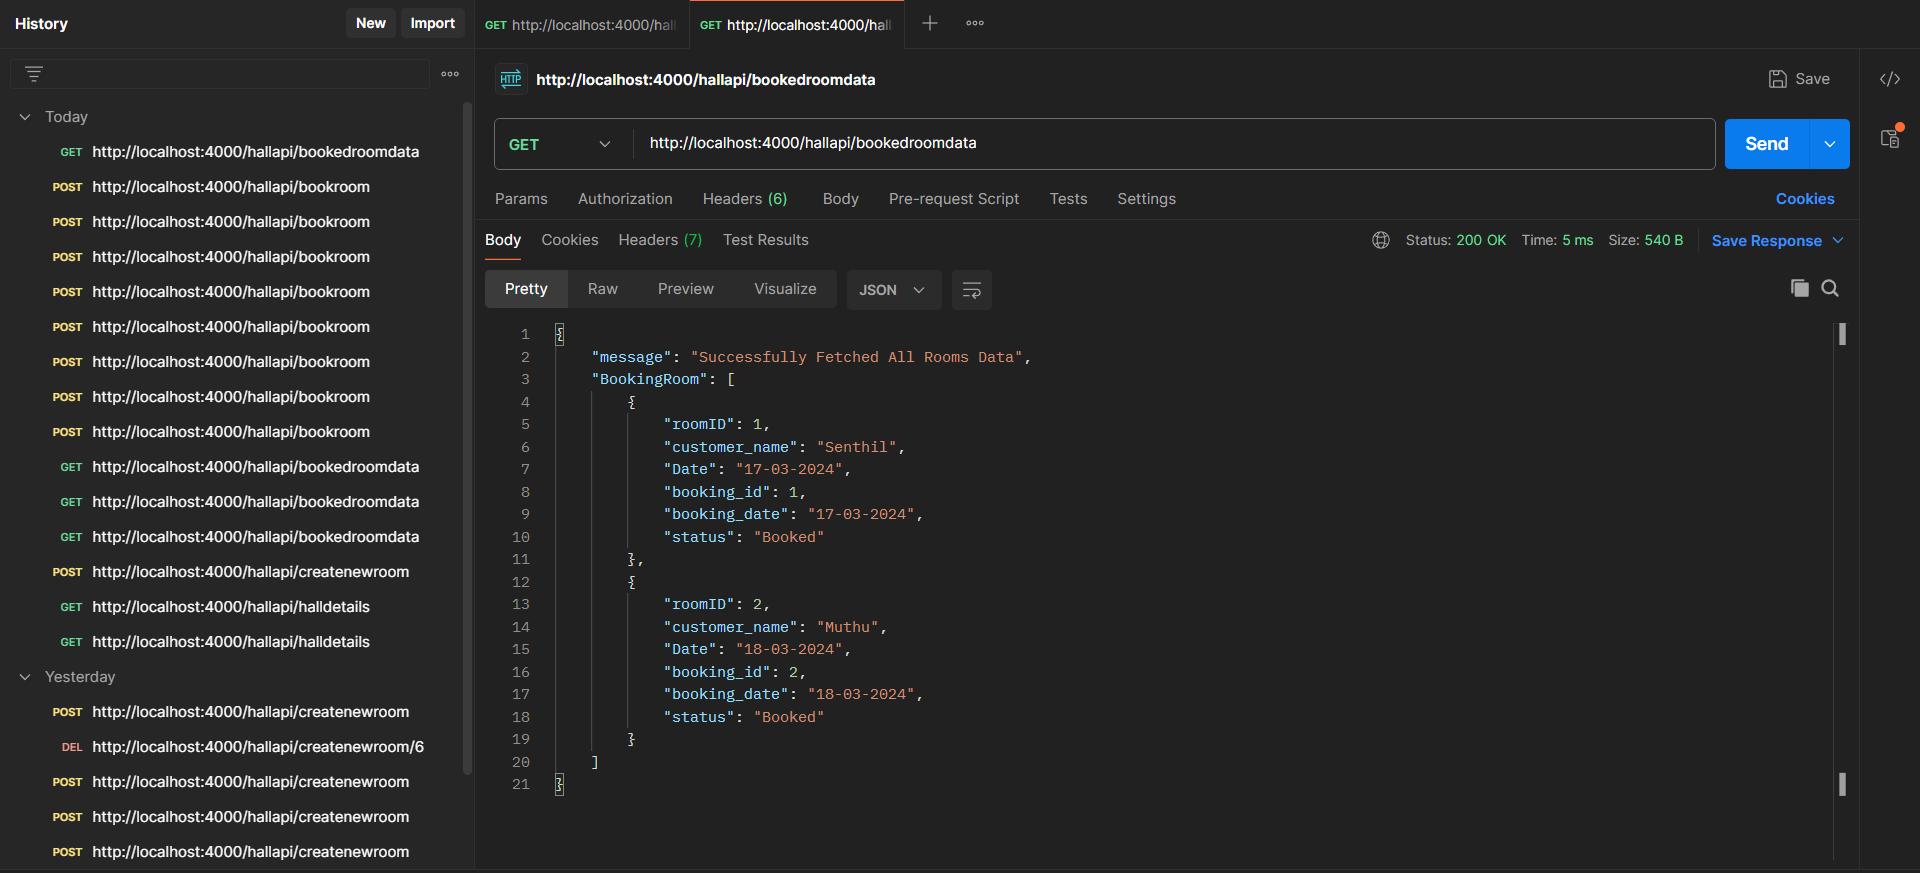 History
New
Import
Today
GET http://localhost:4000/hallapi/bookedroomdata
POST http://localhost:4000/hallapi/bookroom
POST http://localhost:4000/hallapi/bookroom
POST http://localhost:4000/hallapi/bookroom
POST http://localhost:4000/hallapi/bookroom
POST http://localhost:4000/hallapi/bookroom
POST http://localhost:4000/hallapi/bookroom
POST http://localhost:4000/hallapi/bookroom
POST http://localhost:4000/hallapi/bookroom
GET http://localhost:4000/hallapi/bookedroomdata
GET http://localhost:4000/hallapi/bookedroomdata
GET http://localhost:4000/hallapi/bookedroomdata
POST http://localhost:4000/hallapi/createnewroom
GET http://localhost:4000/hallapi/halldetails
GET http://localhost:4000/hallapi/halldetails
Yesterday
POST http://localhost:4000/hallapi/createnewroom
DEL http://localhost:4000/hallapi/createnewroom/6
POST http://localhost:4000/hallapi/createnewroom
POST http://localhost:4000/hallapi/createnewroom
POST http://localhost:4000/hallapi/createnewroom
GET http://localhost:4000/hal
GET http://localhost:4000/hal
HTTP http://localhost:4000/hallapi/bookedroomdata
Save
GET http://localhost:4000/hallapi/bookedroomdata
Send
Params Authorization Headers (6) Body Pre-request Script Tests Settings Cookies
Body Cookies Headers (7) Test Results Status: 200 OK Time: 5 ms Size: 540 B Save Response
Pretty Raw Preview Visualize JSON
1 {
2 "message": "Successfully Fetched All Rooms Data",
3 "BookingRoom": [
4 {
5 "roomID": 1,
6 "customer_name": "Senthil",
7 "Date": "17-03-2024",
8 "booking_id": 1,
9 "booking_date": "17-03-2024",
10 "status": "Booked"
11 },
12 {
13 "roomID": 2,
14 "customer_name": "Muthu",
15 "Date": "18-03-2024",
16 "booking_id": 2,
17 "booking_date": "18-03-2024",
18 "status": "Booked"
19 }
20 ]
21 }